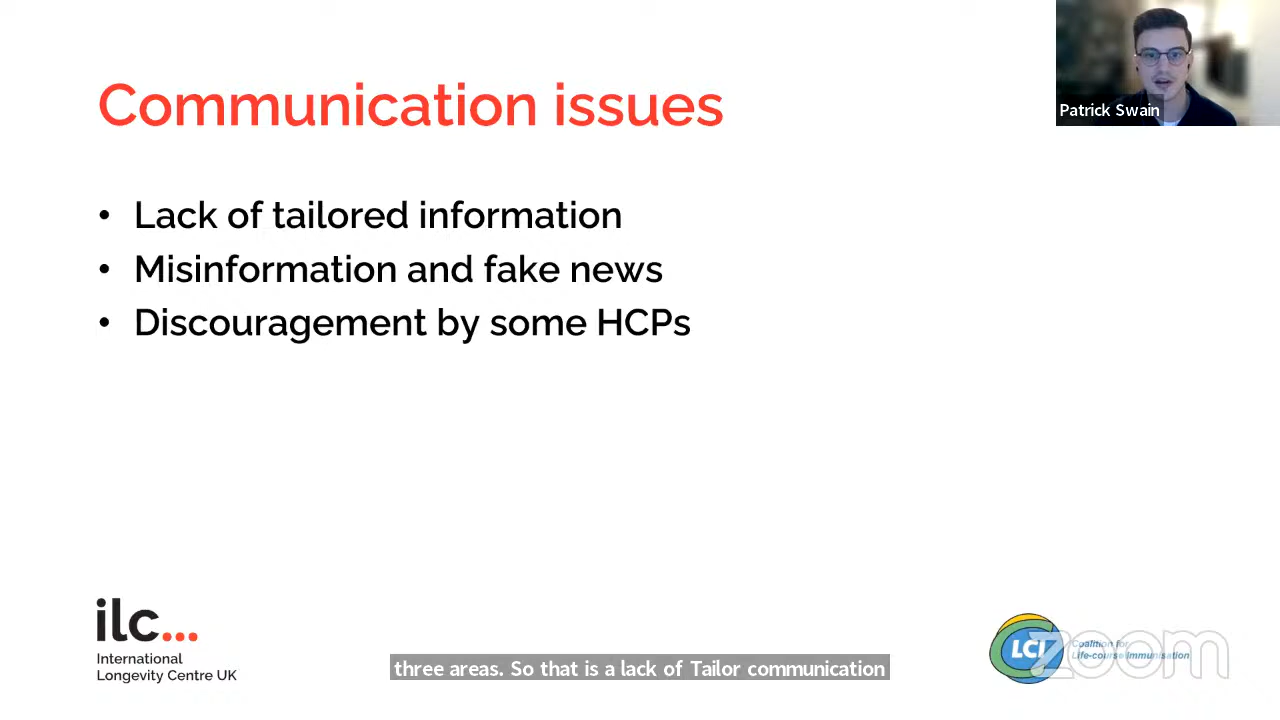 Communication issues
• Lack of tailored information
• Misinformation and fake news
• Discouragement by some HCPs
Patrick Swain
ilc...
International
Longevity Centre UK
three areas. So that is a lack of Tailor communication
LCI
Coalition for
Life-course Immunisation
zoom